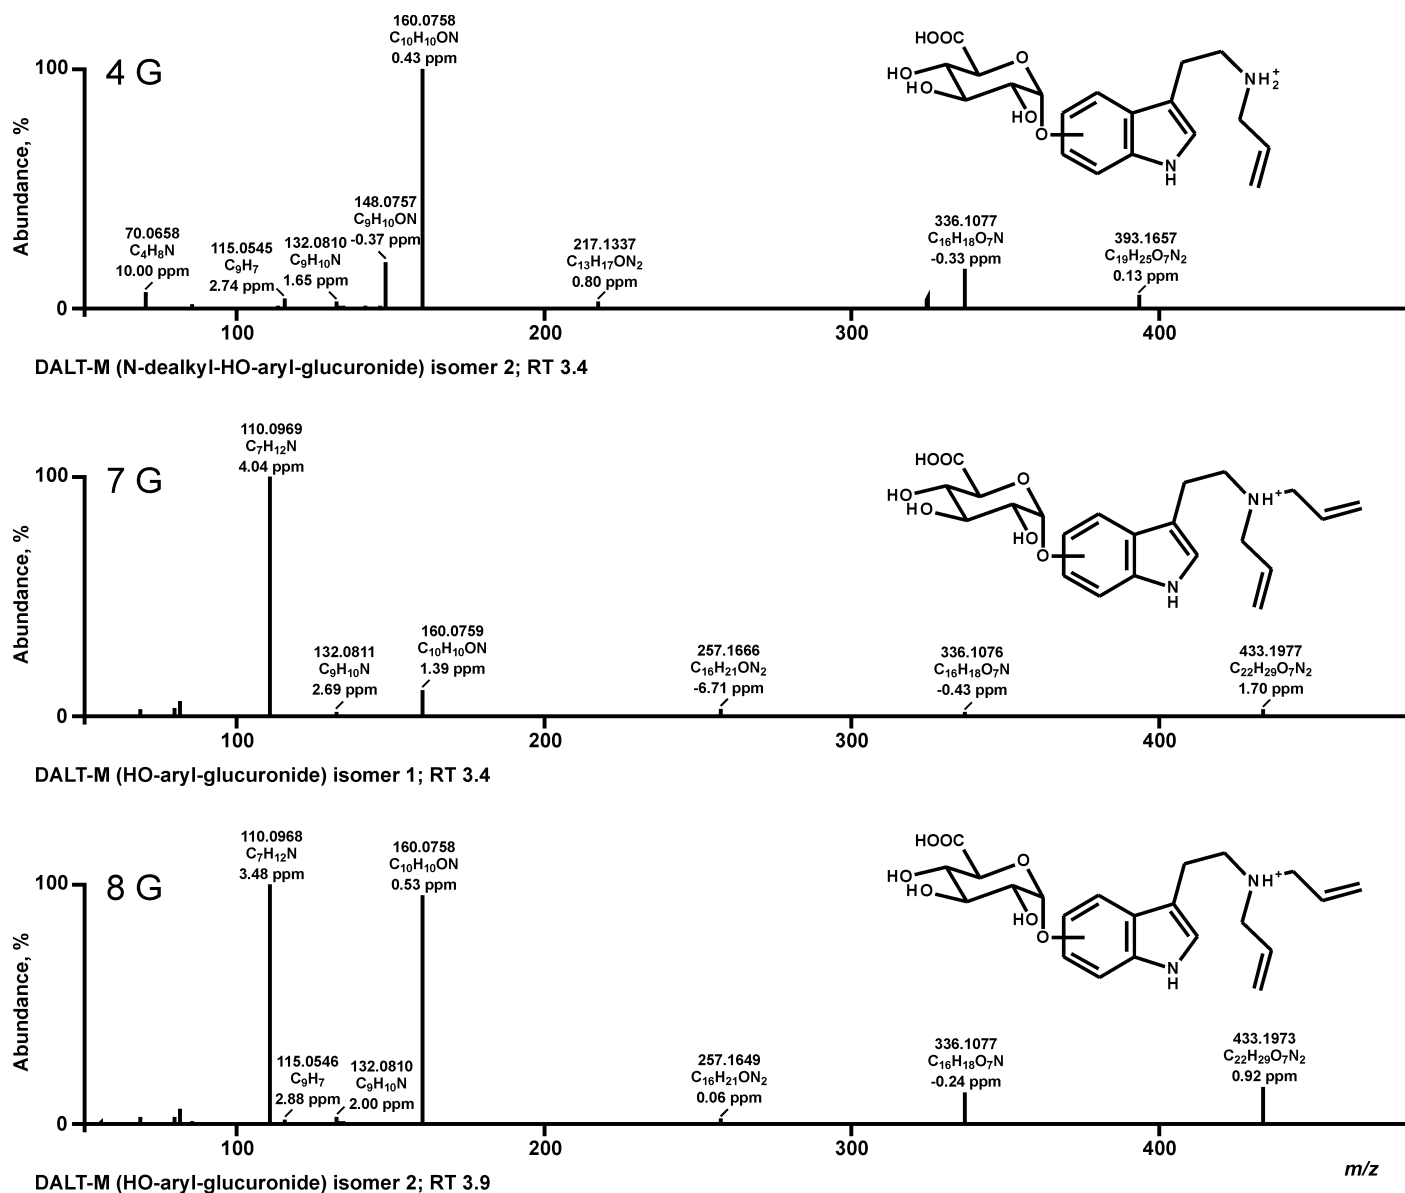 4 G
Abundance, %
100
0
70.0658
C₄H₈N
10.00 ppm
115.0545
C₉H₇
2.74 ppm
132.0810
C₉H₁₀N
1.65 ppm
148.0757
C₉H₁₀ON
-0.37 ppm
160.0758
C₁₀H₁₀ON
0.43 ppm
217.1337
C₁₃H₁₇ON₂
0.80 ppm
336.1077
C₁₆H₁₈O₇N
-0.33 ppm
393.1657
C₁₉H₂₅O₇N₂
0.13 ppm
HOOC
O
HO
HO
HO
O
N
H
NH₂⁺
100 200 300 400
DALT-M (N-dealkyl-HO-aryl-glucuronide) isomer 2; RT 3.4
7 G
Abundance, %
100
0
110.0969
C₇H₁₂N
4.04 ppm
132.0811
C₉H₁₀N
2.69 ppm
160.0759
C₁₀H₁₀ON
1.39 ppm
257.1666
C₁₆H₂₁ON₂
-6.71 ppm
336.1076
C₁₆H₁₈O₇N
-0.43 ppm
433.1977
C₂₂H₂₉O₇N₂
1.70 ppm
HOOC
O
HO
HO
HO
O
N
H
NH⁺
100 200 300 400
DALT-M (HO-aryl-glucuronide) isomer 1; RT 3.4
8 G
Abundance, %
100
0
110.0968
C₇H₁₂N
3.48 ppm
115.0546
C₉H₇
2.88 ppm
132.0810
C₉H₁₀N
2.00 ppm
160.0758
C₁₀H₁₀ON
0.53 ppm
257.1649
C₁₆H₂₁ON₂
0.06 ppm
336.1077
C₁₆H₁₈O₇N
-0.24 ppm
433.1973
C₂₂H₂₉O₇N₂
0.92 ppm
HOOC
O
HO
HO
HO
O
N
H
NH⁺
100 200 300 400
m/z
DALT-M (HO-aryl-glucuronide) isomer 2; RT 3.9